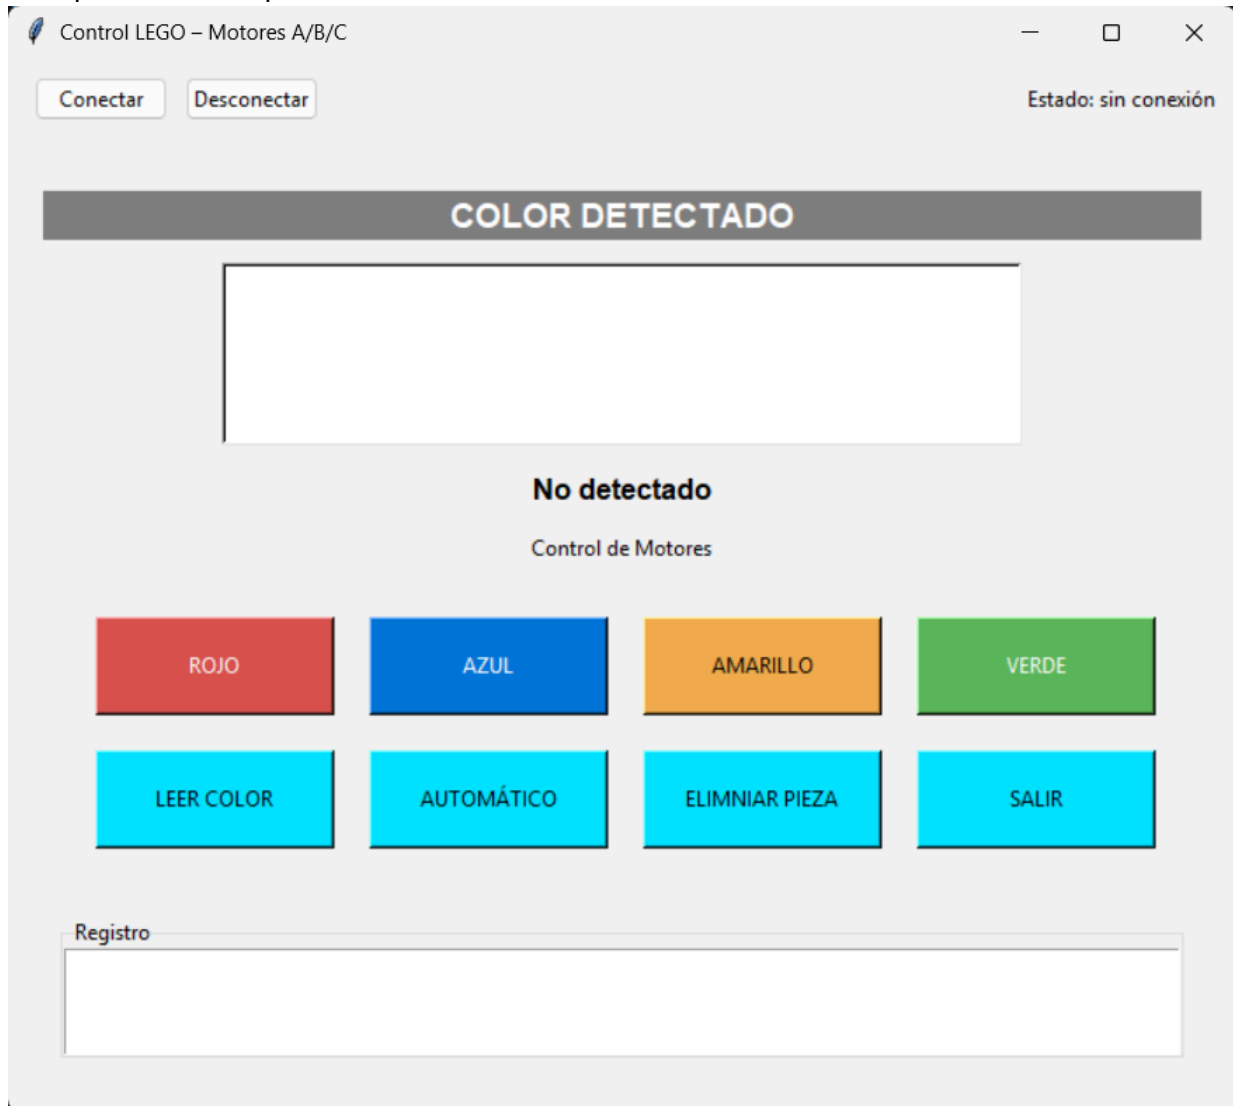 Control LEGO – Motores A/B/C
Conectar Desconectar Estado: sin conexión
COLOR DETECTADO
No detectado
Control de Motores
ROJO AZUL AMARILLO VERDE
LEER COLOR AUTOMÁTICO ELIMNIAR PIEZA SALIR
Registro